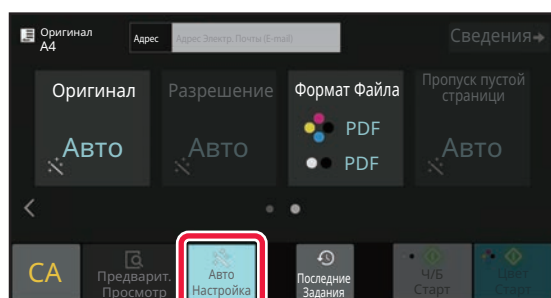 Оригинал
A4
Адрес
Адрес Электр. Почты (E-mail)
Сведения
Оригинал
Авто
Разрешение
Авто
Формат Файла
PDF
PDF
Пропуск пустой
страници
Авто
CA
Предварит.
Просмотр
Авто
Настройка
Последние
Задания
Ч/Б
Старт
Цвет
Старт